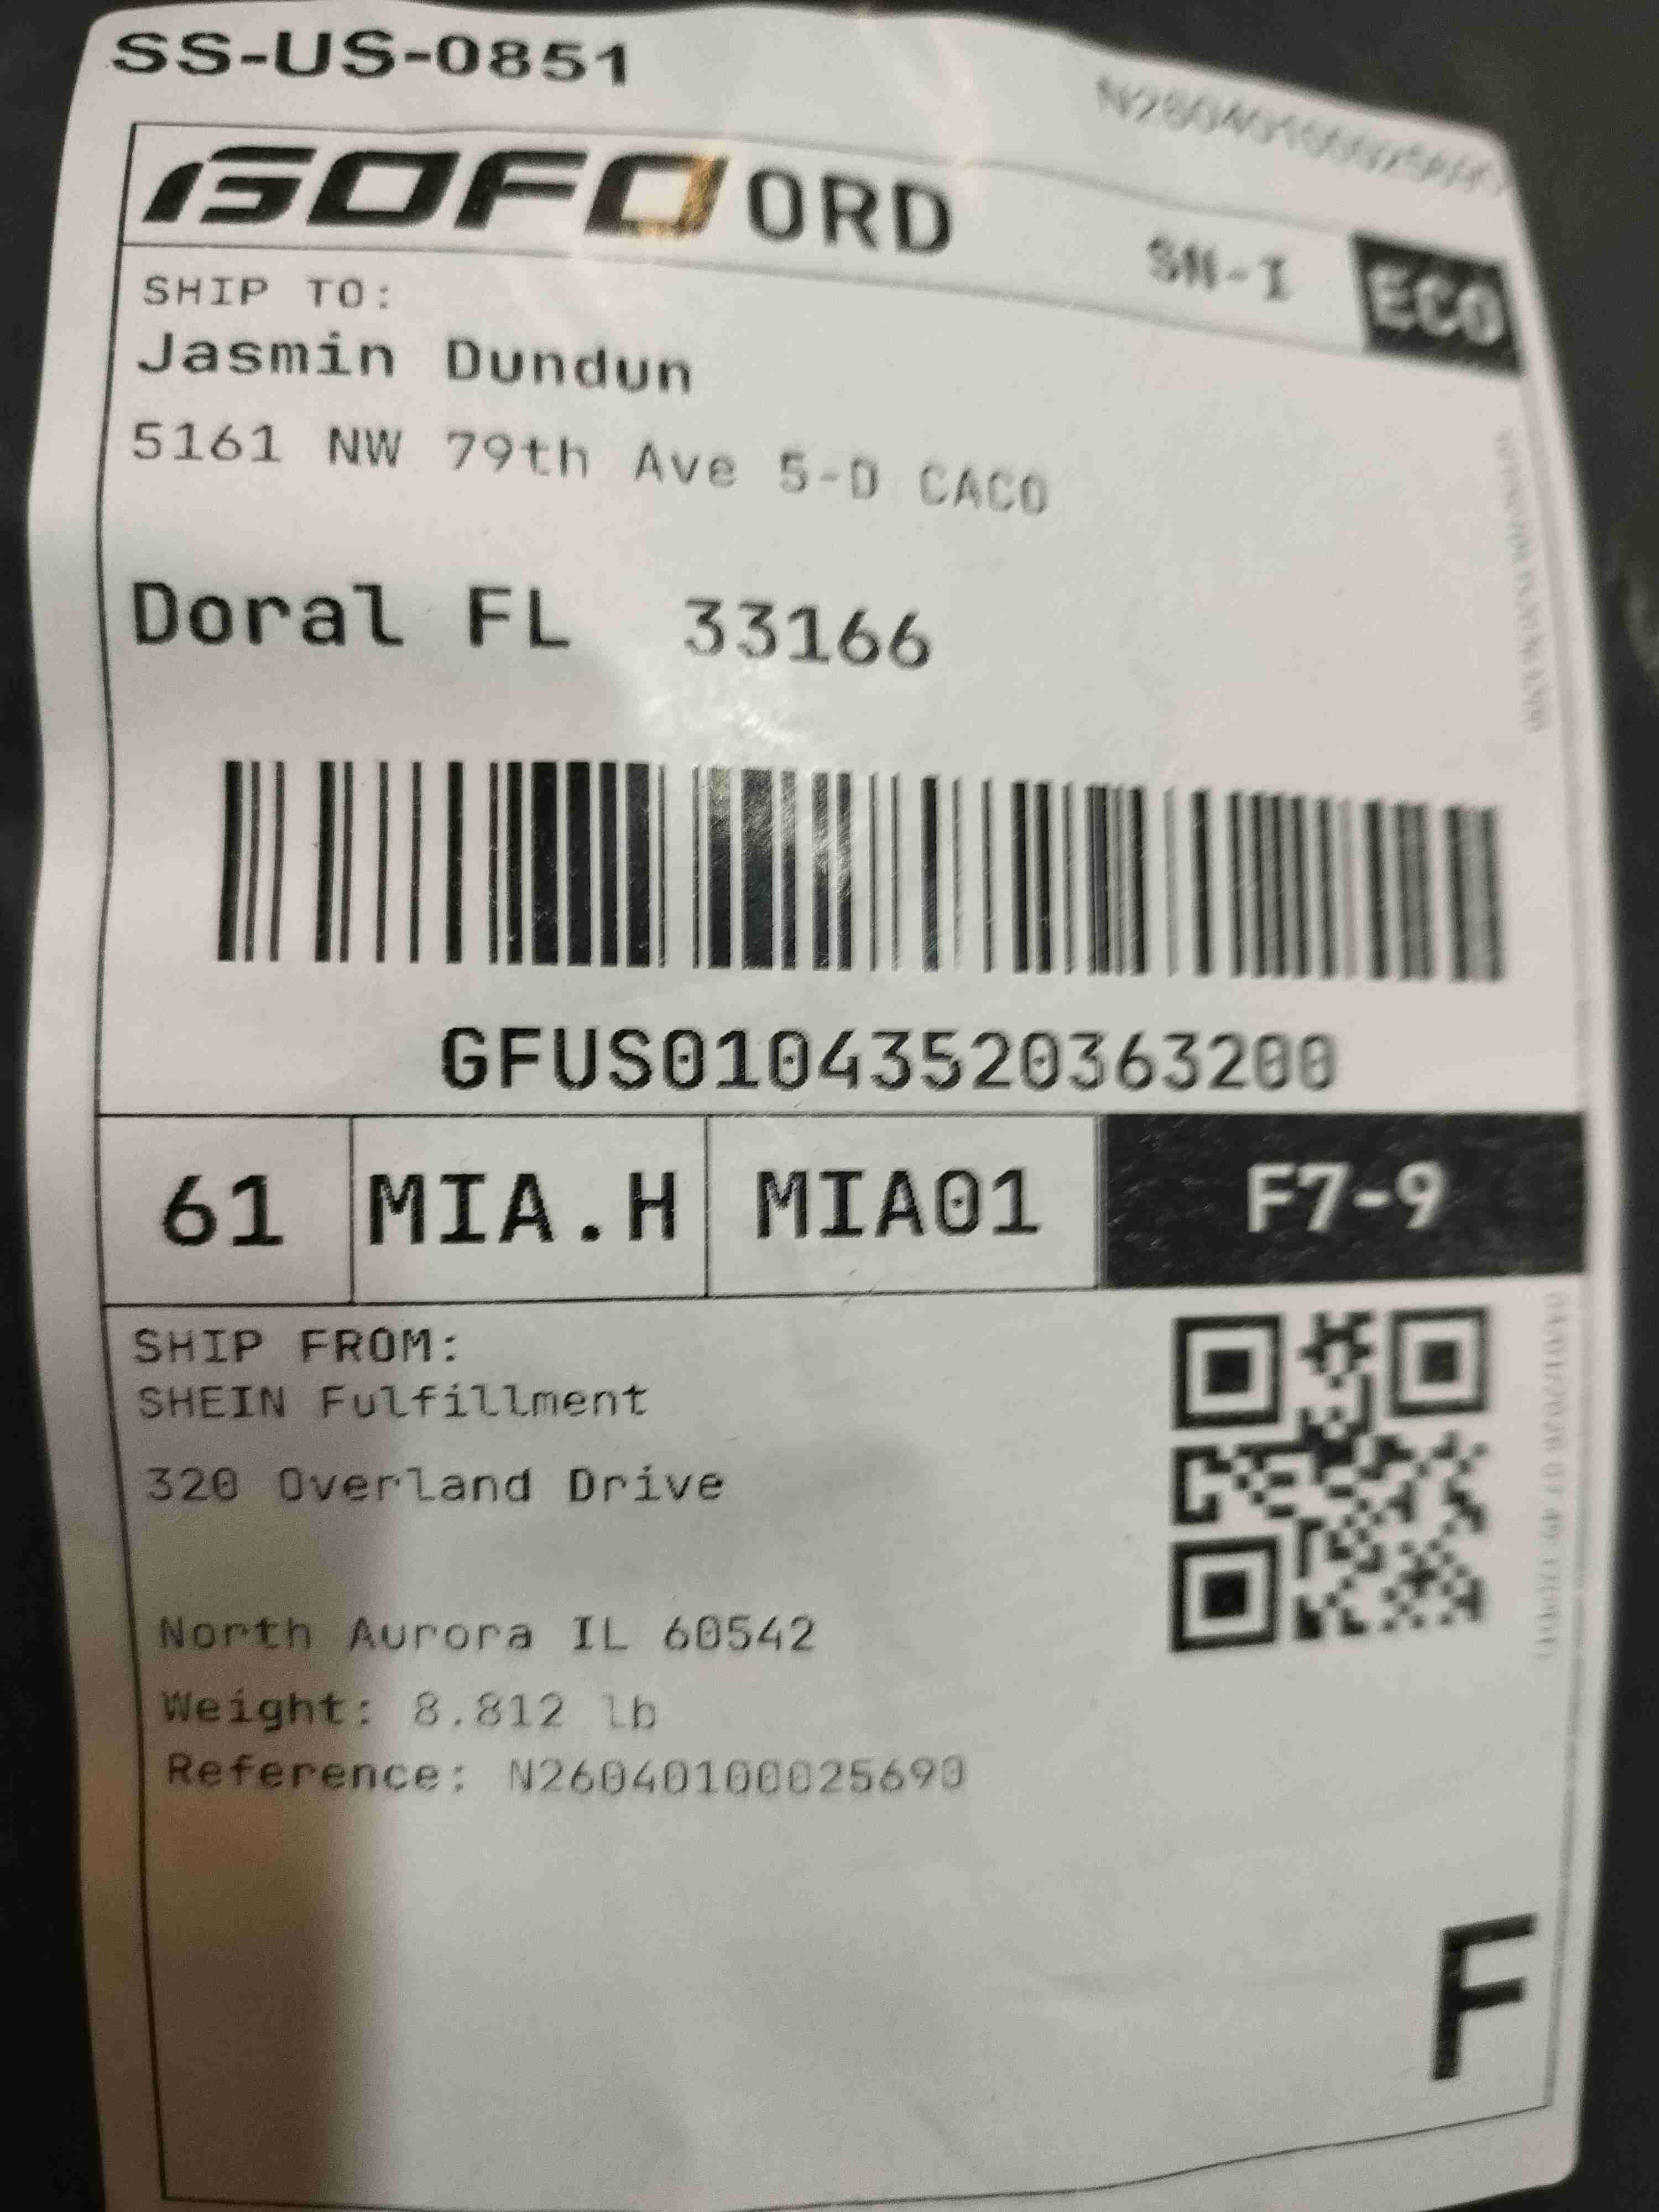 SS-US-0851
GOFO ORD
SN-I
ECO
SHIP TO:
Jasmin Dundun
5161 NW 79th Ave 5-D CACO
Doral FL 33166
GFUS01043520363200
61
MIA.H
MIA01
F7-9
SHIP FROM:
SHEIN Fulfillment
320 Overland Drive
North Aurora IL 60542
Weight: 8.812 lb
Reference: N26040100025690
F